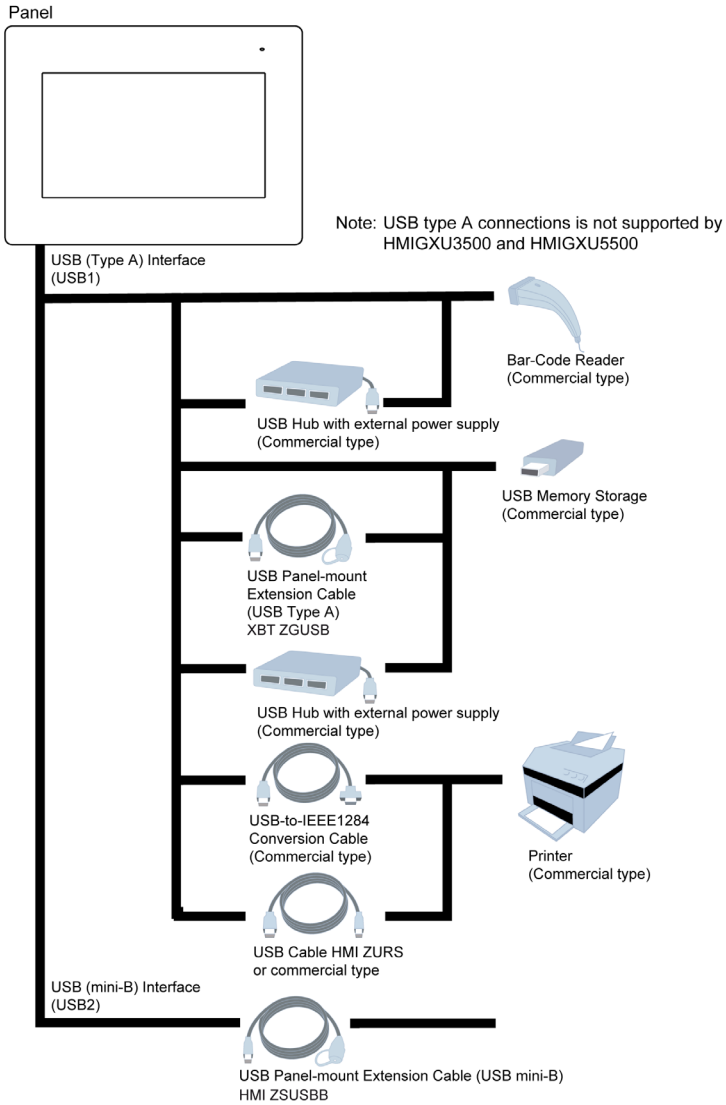 Panel
Note: USB type A connections is not supported by
HMIGXU3500 and HMIGXU5500
USB (Type A) Interface
(USB1)
Bar-Code Reader
(Commercial type)
USB Hub with external power supply
(Commercial type)
USB Memory Storage
(Commercial type)
USB Panel-mount
Extension Cable
(USB Type A)
XBT ZGUSB
USB Hub with external power supply
(Commercial type)
USB-to-IEEE1284
Conversion Cable
(Commercial type)
Printer
(Commercial type)
USB Cable HMI ZURS
or commercial type
USB (mini-B) Interface
(USB2)
USB Panel-mount Extension Cable (USB mini-B)
HMI ZSUSBB